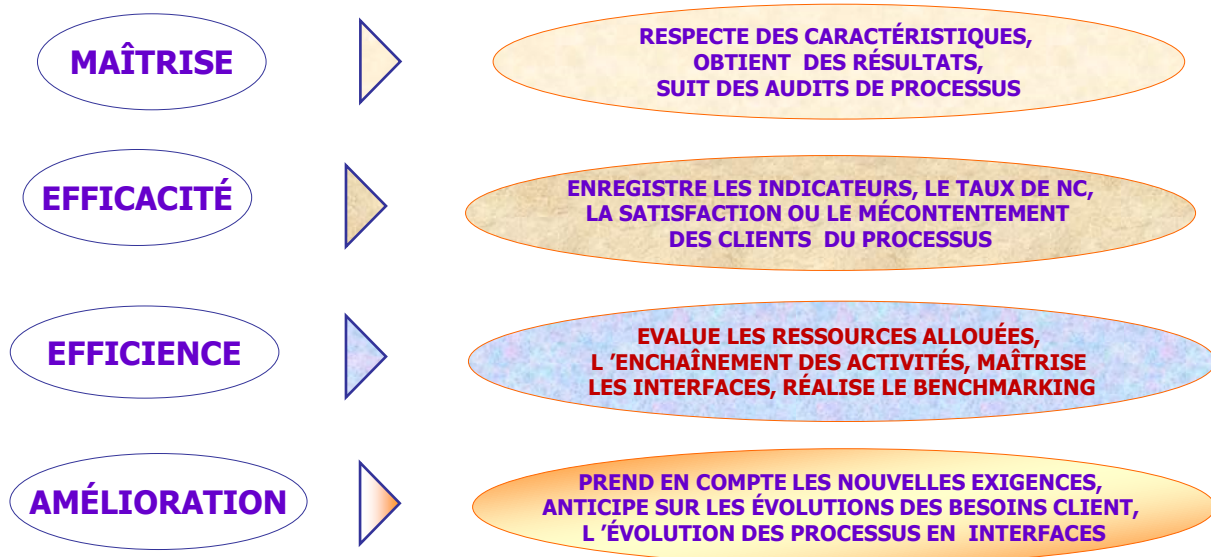 MAÎTRISE
RESPECTE DES CARACTÉRISTIQUES,
OBTIENT DES RÉSULTATS,
SUIT DES AUDITS DE PROCESSUS
EFFICACITÉ
ENREGISTRE LES INDICATEURS, LE TAUX DE NC,
LA SATISFACTION OU LE MÉCONTENTEMENT
DES CLIENTS DU PROCESSUS
EFFICIENCE
EVALUE LES RESSOURCES ALLOUÉES,
L ’ENCHAÎNEMENT DES ACTIVITÉS, MAÎTRISE
LES INTERFACES, RÉALISE LE BENCHMARKING
AMÉLIORATION
PREND EN COMPTE LES NOUVELLES EXIGENCES,
ANTICIPE SUR LES ÉVOLUTIONS DES BESOINS CLIENT,
L ’ÉVOLUTION DES PROCESSUS EN INTERFACES